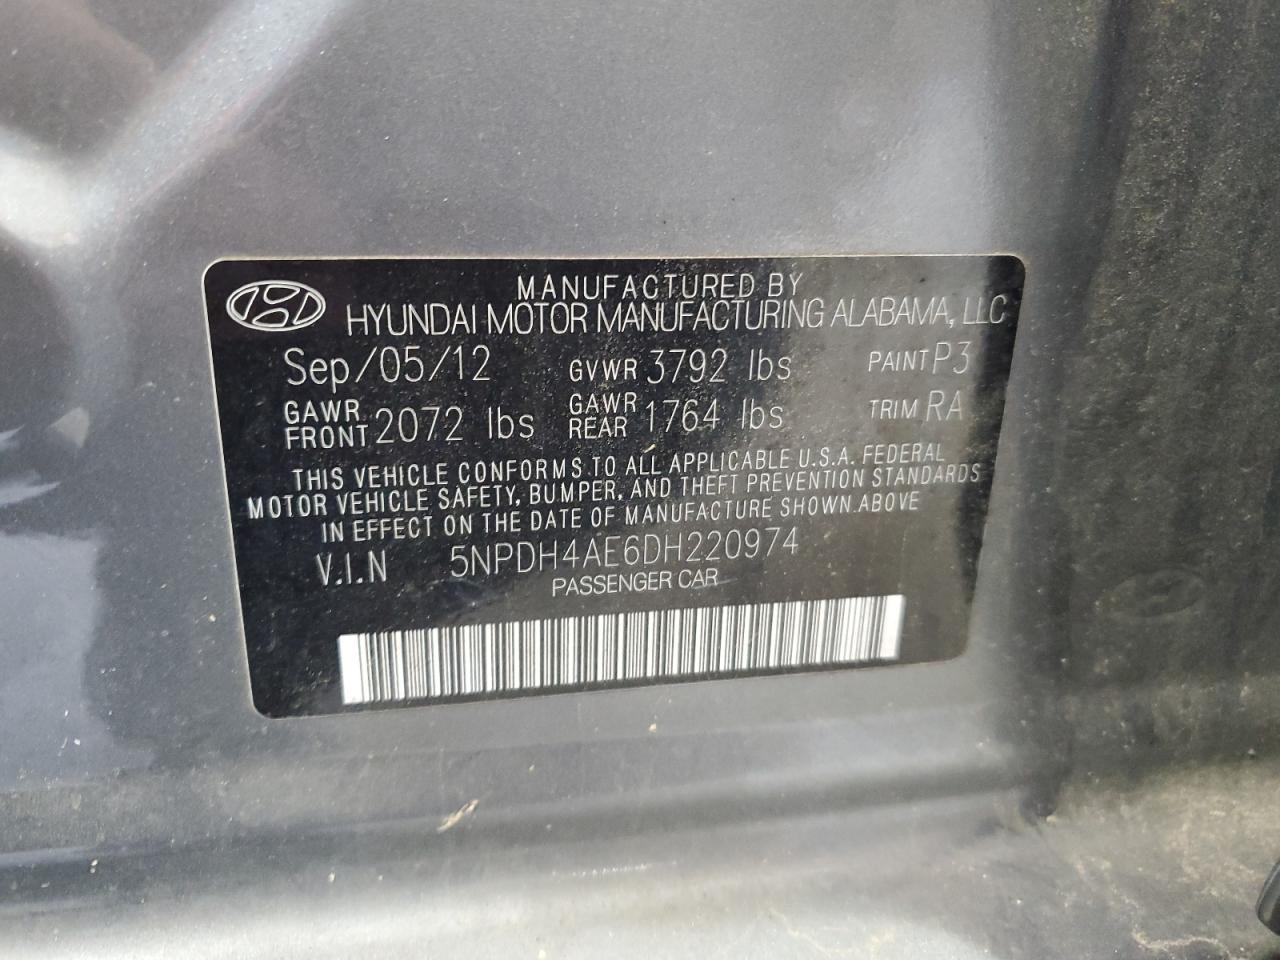 MANUFACTURED BY
HYUNDAI MOTOR MANUFACTURING ALABAMA, LLC
Sep/05/12 GVWR 3792 lbs PAINT P3
GAWR FRONT 2072 lbs GAWR REAR 1764 lbs TRIM RA
THIS VEHICLE CONFORMS TO ALL APPLICABLE U.S.A. FEDERAL
MOTOR VEHICLE SAFETY, BUMPER, AND THEFT PREVENTION STANDARDS
IN EFFECT ON THE DATE OF MANUFACTURE SHOWN ABOVE
V.I.N 5NPDH4AE6DH220974
PASSENGER CAR